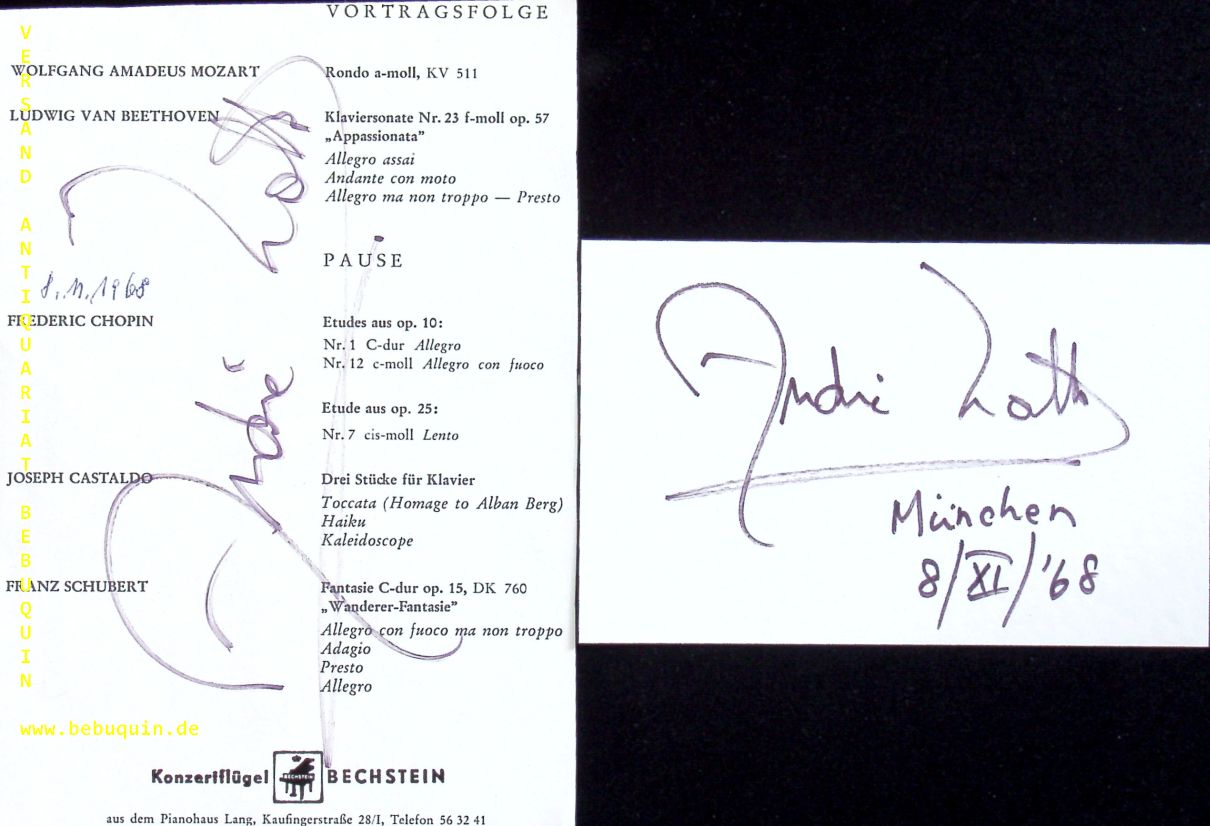 VORTRAGSFOLGE
WOLFGANG AMADEUS MOZART Rondo a-moll, KV 511
LUDWIG VAN BEETHOVEN Klaviersonate Nr. 23 f-moll op. 57
„Appassionata”
Allegro assai
Andante con moto
Allegro ma non troppo — Presto
PAUSE
8.11.1968
FREDERIC CHOPIN Etudes aus op. 10:
Nr. 1 C-dur Allegro
Nr. 12 c-moll Allegro con fuoco
Etude aus op. 25:
Nr. 7 cis-moll Lento
JOSEPH CASTALDO Drei Stücke für Klavier
Toccata (Homage to Alban Berg)
Haiku
Kaleidoscope
FRANZ SCHUBERT Fantasie C-dur op. 15, DK 760
„Wanderer-Fantasie”
Allegro con fuoco ma non troppo
Adagio
Presto
Allegro
Konzertflügel BECHSTEIN BECHSTEIN
aus dem Pianohaus Lang, Kaufingerstraße 28/I, Telefon 56 32 41
André
München
8/XI/'68
VERSAND ANTIQUARIAT BEBUQUIN
www.bebuquin.de